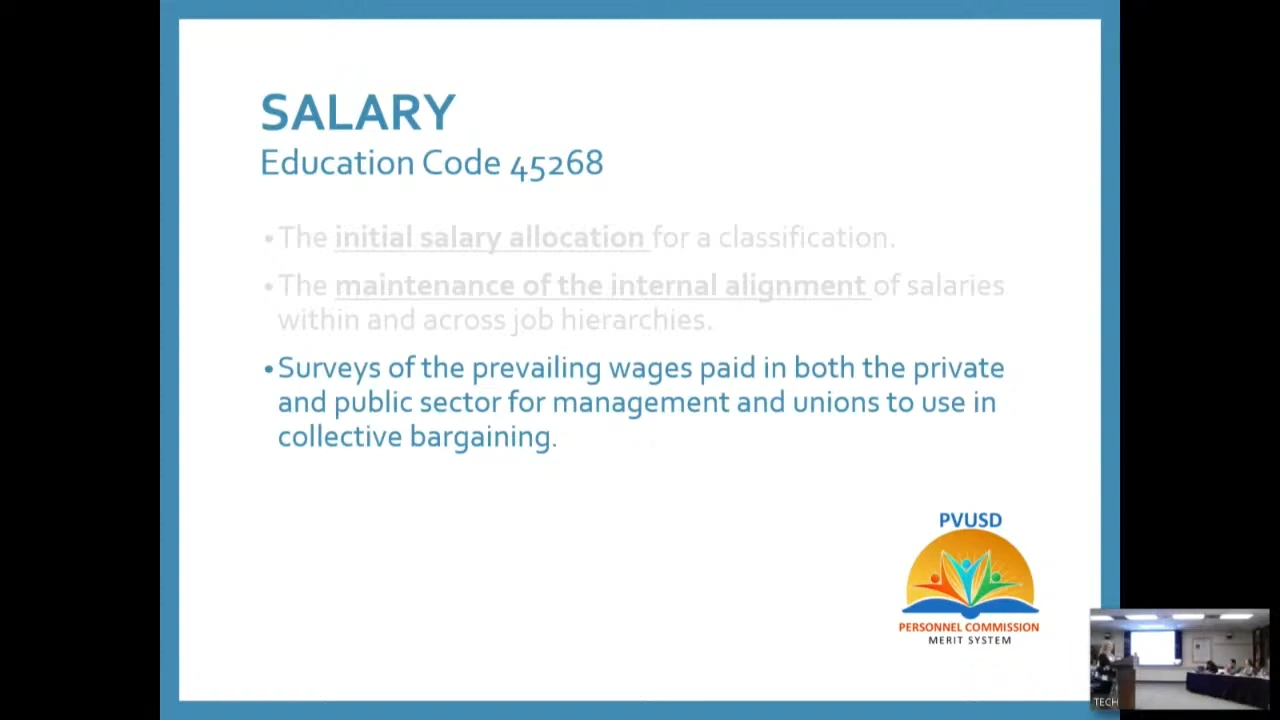 SALARY
Education Code 45268
• The initial salary allocation for a classification.
• The maintenance of the internal alignment of salaries
within and across job hierarchies.
• Surveys of the prevailing wages paid in both the private
and public sector for management and unions to use in
collective bargaining.
PVUSD
PERSONNEL COMMISSION
MERIT SYSTEM
TECH